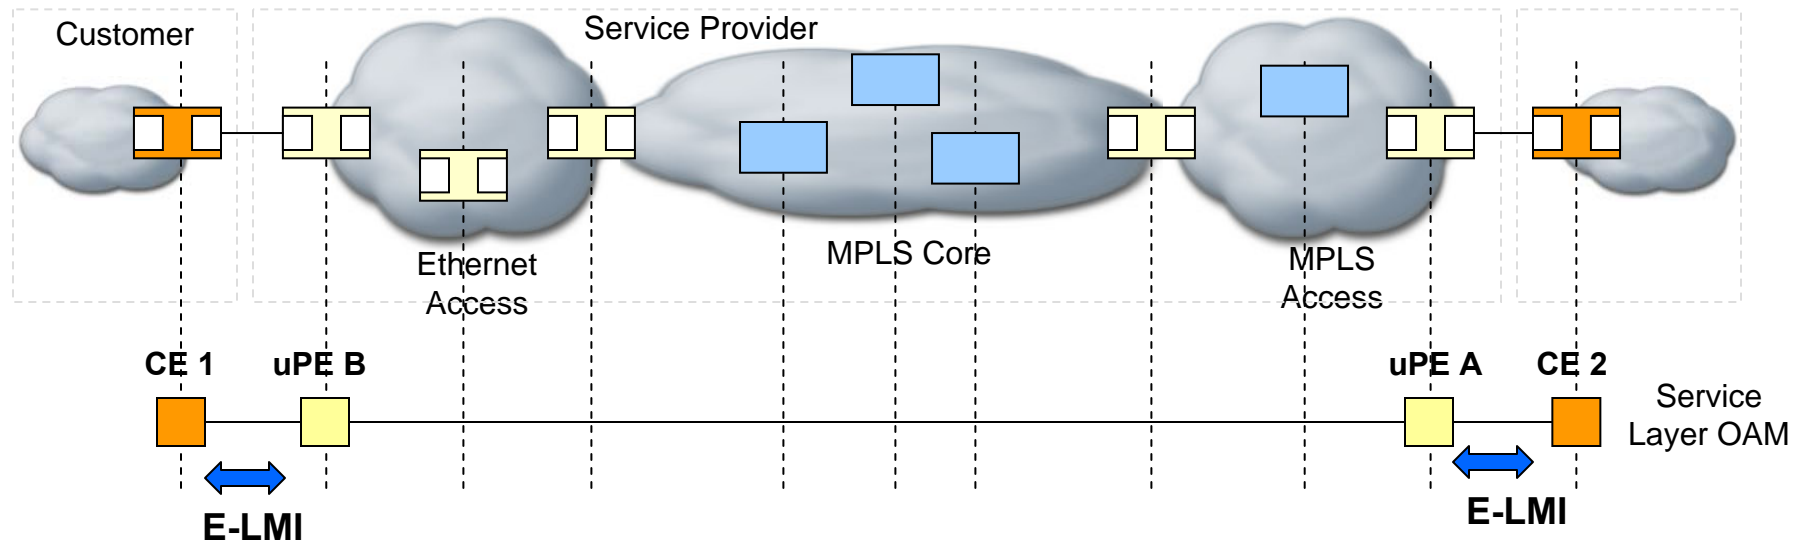 Customer
Service Provider
Ethernet
Access
MPLS Core
MPLS
Access
CE 1
uPE B
uPE A
CE 2
Service
Layer OAM
E-LMI
E-LMI